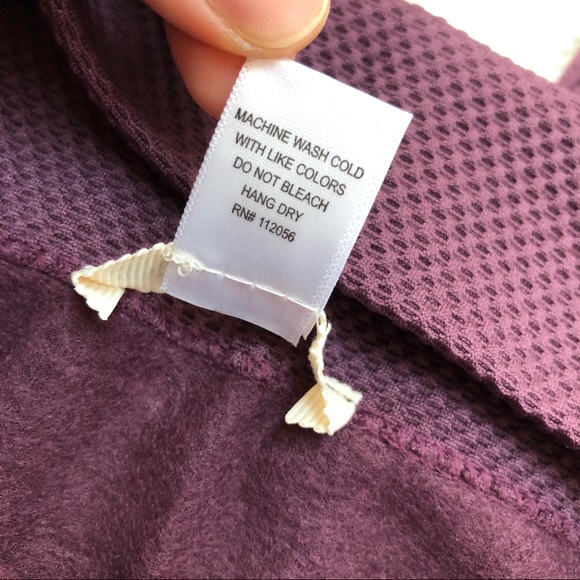 MACHINE WASH COLD
WITH LIKE COLORS
DO NOT BLEACH
HANG DRY
RN# 112056